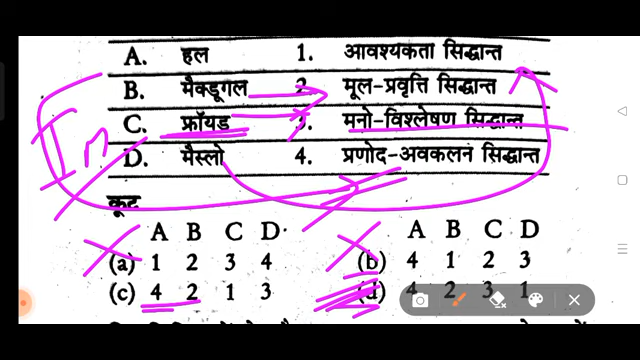 A. हल 1. आवश्यकता सिद्धान्त
B. मैक्डूगल 2. मूल-प्रवृत्ति सिद्धान्त
C. फ्रॉयड 3. मनो-विश्लेषण सिद्धान्त
D. मैस्लो 4. प्रणोद-अवकलन सिद्धान्त
कूट
A B C D A B C D
(a) 1 2 3 4 (b) 4 1 2 3
(c) 4 2 1 3 (d) 4 2 3 1